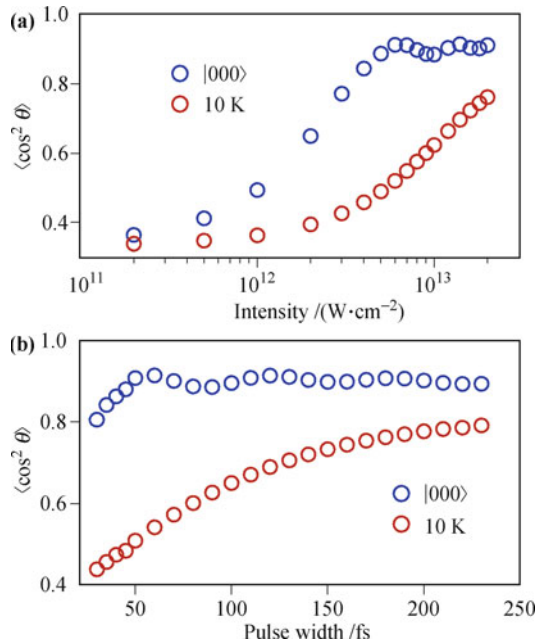 (a)
1.0
0.8
0.6
0.4
⟨cos² θ⟩
|000⟩
10 K
10¹¹ 10¹² 10¹³
Intensity /(W·cm⁻²)
(b)
1.0
0.8
0.6
0.4
⟨cos² θ⟩
|000⟩
10 K
50 100 150 200 250
Pulse width /fs